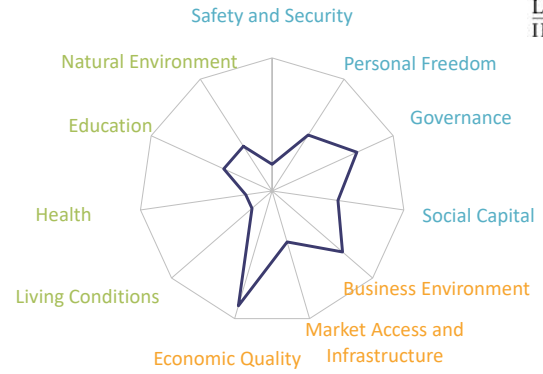 Safety and Security
Natural Environment
Personal Freedom
Education
Governance
Health
Social Capital
Living Conditions
Business Environment
Market Access and
Infrastructure
Economic Quality